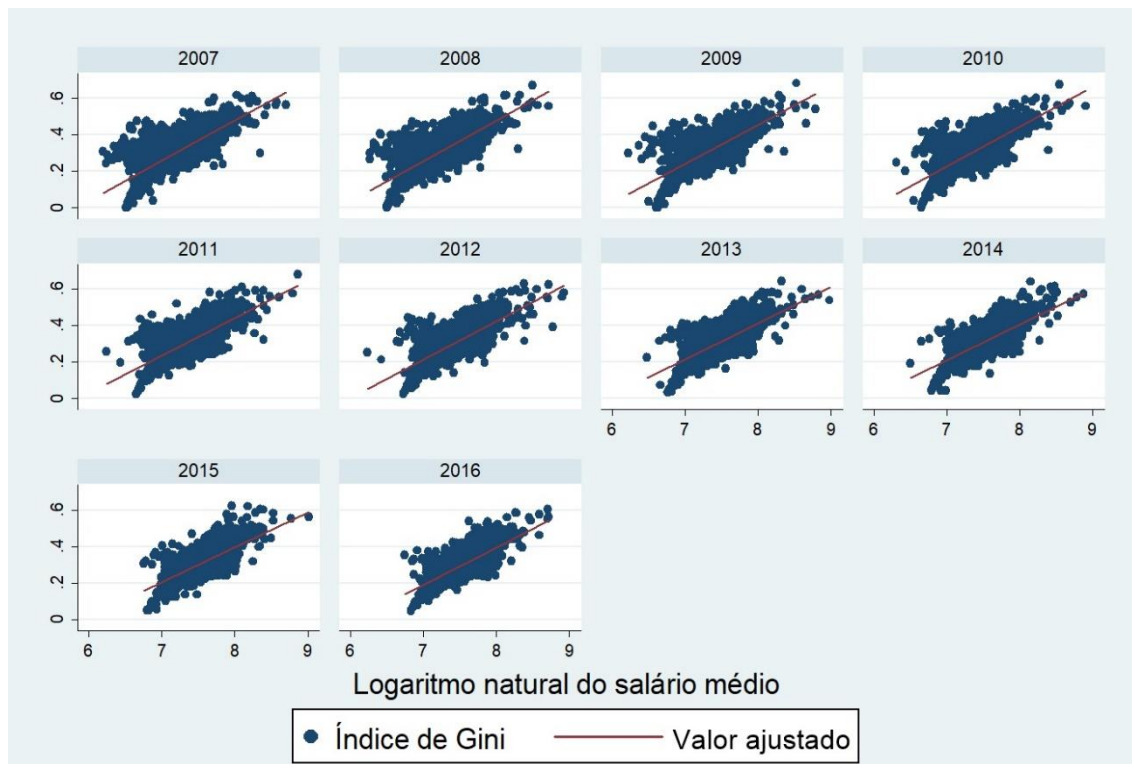 2007 2008 2009 2010
.6
.4
.2
0
2011 2012 2013 2014
.6
.4
.2
0
6 7 8 9 6 7 8 9
2015 2016
.6
.4
.2
0
6 7 8 9 6 7 8 9
Logaritmo natural do salário médio
Índice de Gini Valor ajustado